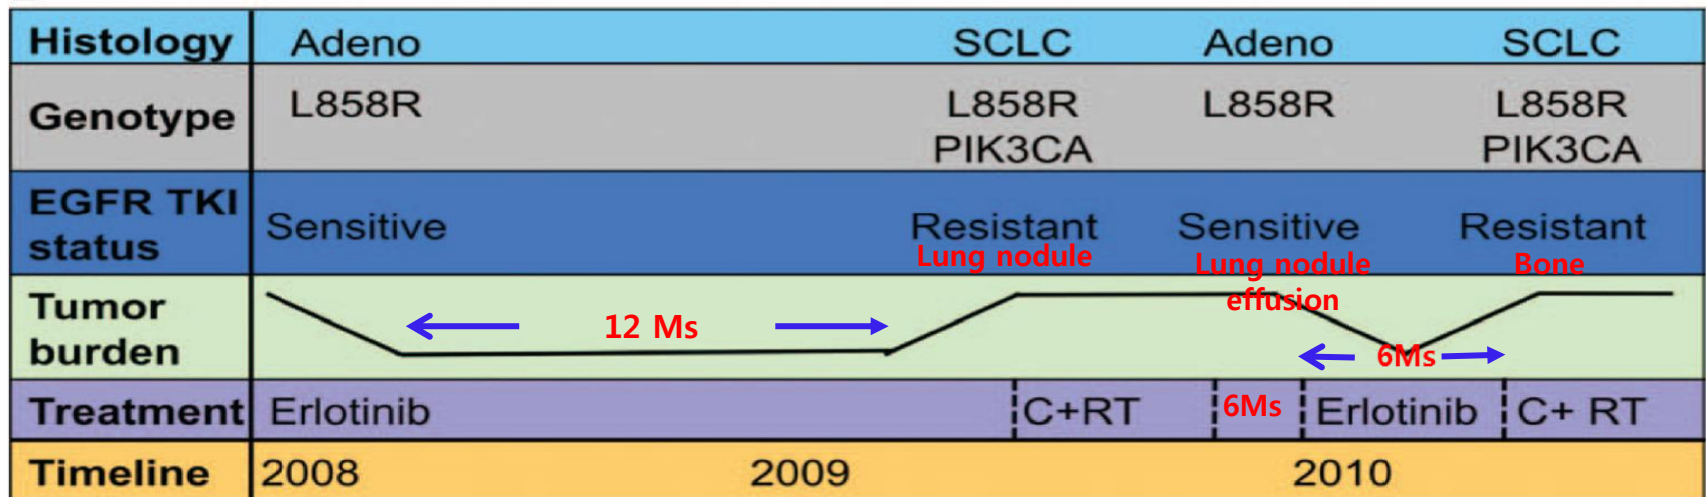 Histology Adeno SCLC Adeno SCLC
Genotype L858R L858R L858R L858R
PIK3CA PIK3CA
EGFR TKI
status Sensitive Resistant Sensitive Resistant
Lung nodule Lung nodule Bone
effusion
Tumor
burden 12 Ms 6Ms
Treatment Erlotinib C+RT 6Ms Erlotinib C+ RT
Timeline 2008 2009 2010